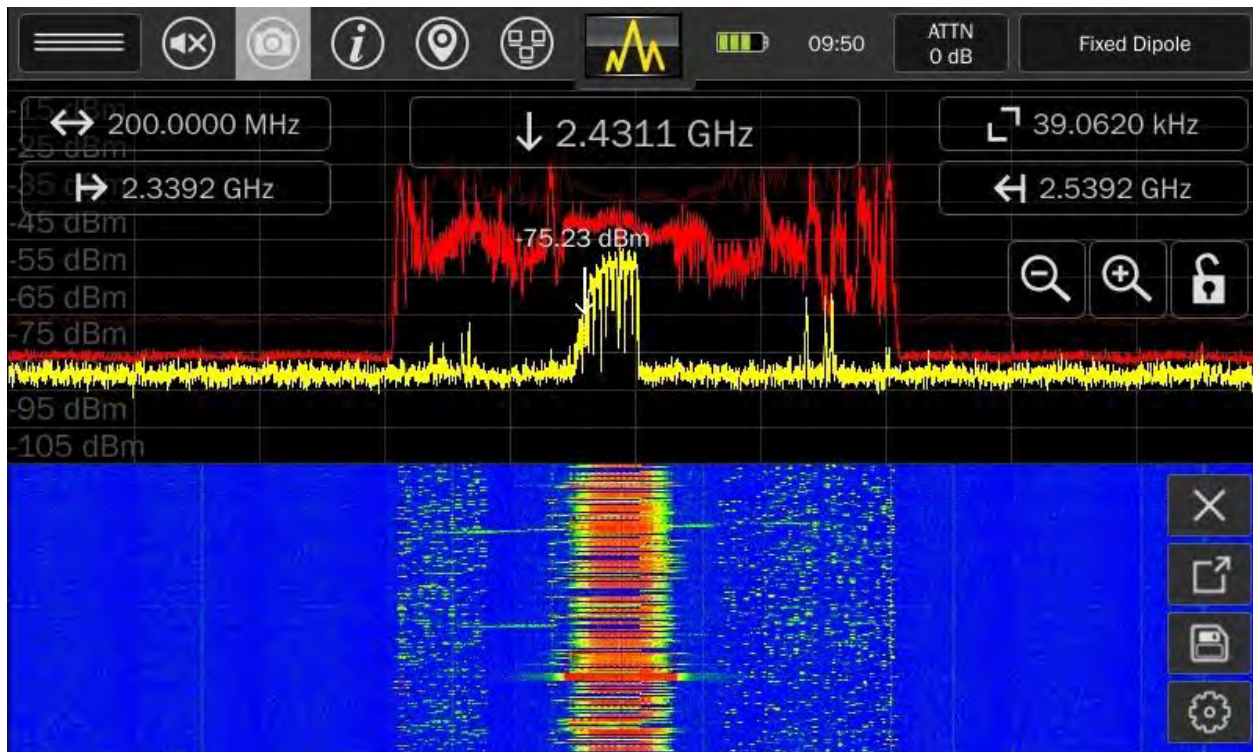 09:50
ATTN
0 dB
Fixed Dipole
-15 dBm
200.0000 MHz
2.4311 GHz
39.0620 kHz
-25 dBm
-35 dBm
2.3392 GHz
2.5392 GHz
-45 dBm
-75.23 dBm
-55 dBm
-65 dBm
-75 dBm
-95 dBm
-105 dBm